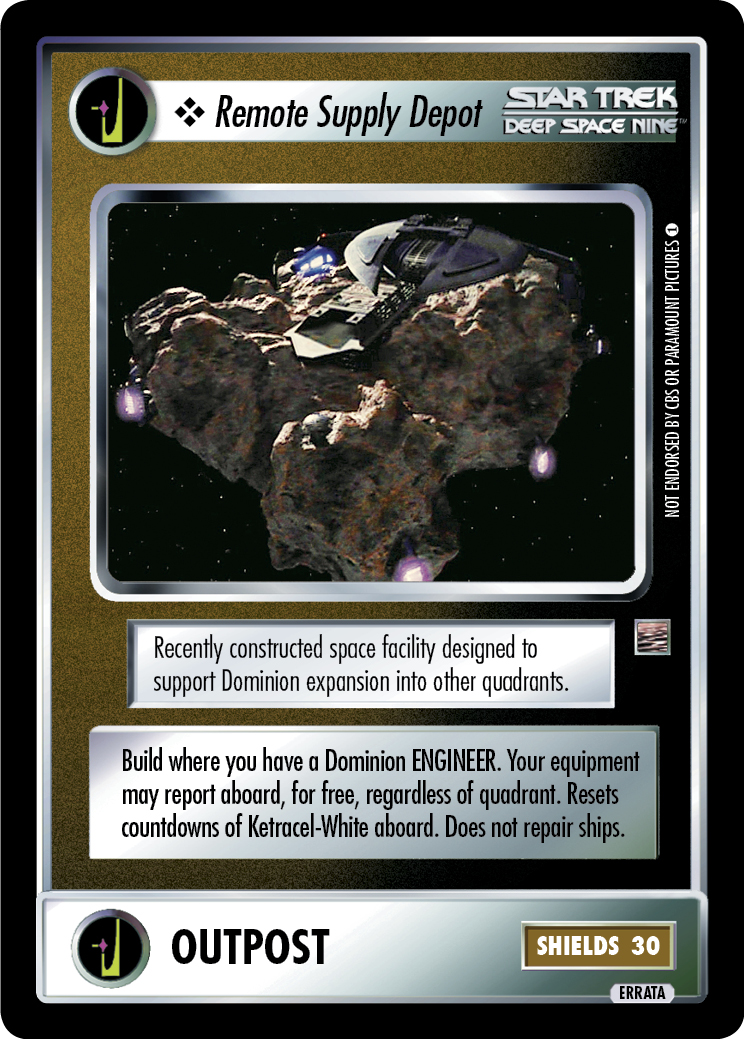 ❖ Remote Supply Depot
STAR TREK
DEEP SPACE NINE™
NOT ENDORSED BY CBS OR PARAMOUNT PICTURES
Recently constructed space facility designed to
support Dominion expansion into other quadrants.
Build where you have a Dominion ENGINEER. Your equipment
may report aboard, for free, regardless of quadrant. Resets
countdowns of Ketracel-White aboard. Does not repair ships.
OUTPOST
SHIELDS 30
ERRATA